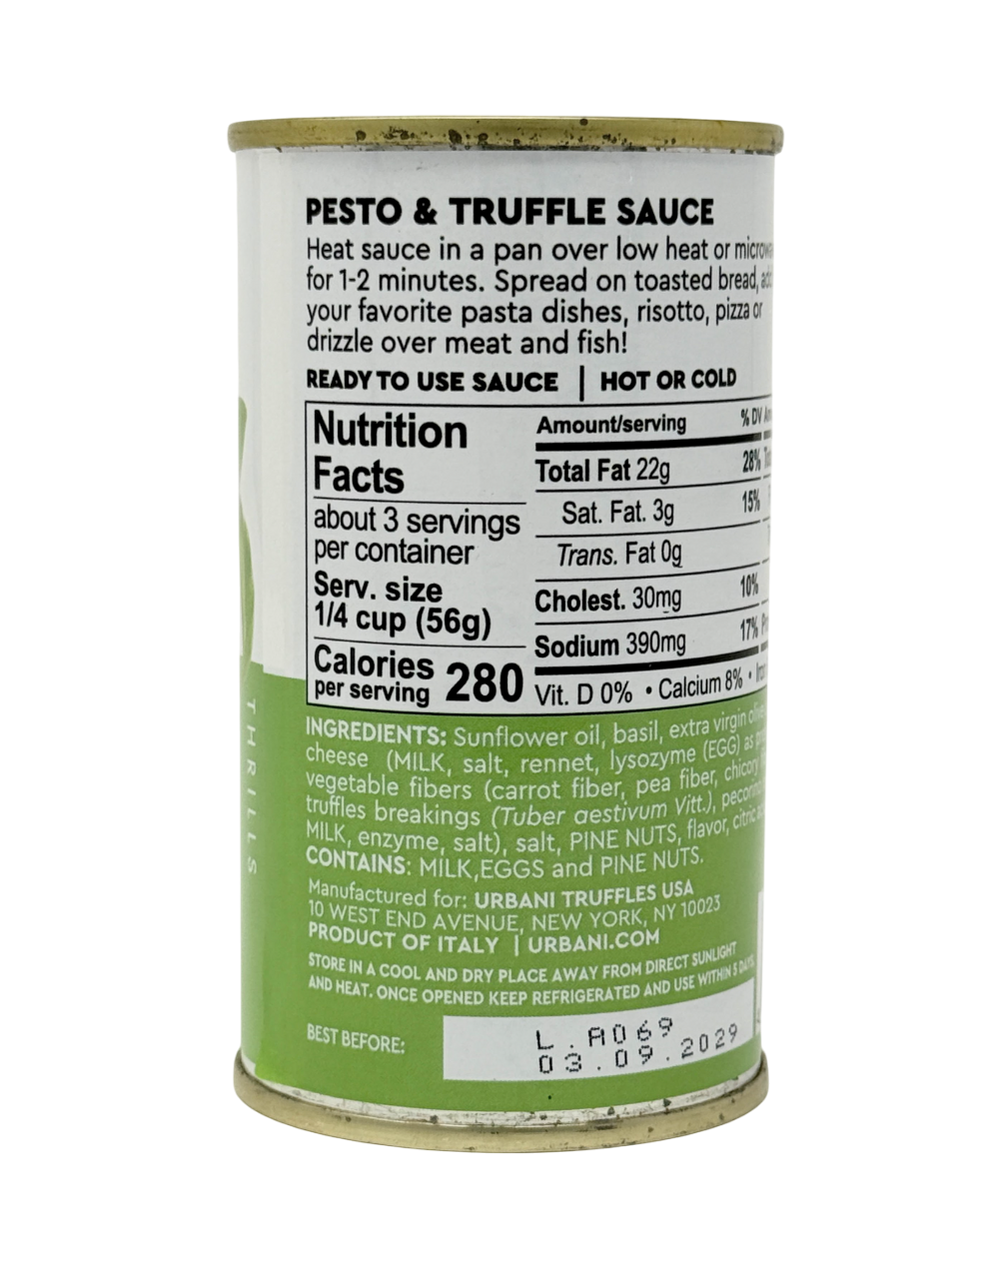 PESTO & TRUFFLE SAUCE
Heat sauce in a pan over low heat or
for 1-2 minutes. Spread on toasted bread,
your favorite pasta dishes, risotto, pizza or
drizzle over meat and fish!
READY TO USE SAUCE | HOT OR COLD
Nutrition
Facts
about 3 servings
per container
Serv. size
1/4 cup (56g)
Calories
per serving 280
Amount/serving % DV
Total Fat 22g 28%
Sat. Fat. 3g 15%
Trans. Fat 0g
Cholest. 30mg 10%
Sodium 390mg 17%
Vit. D 0% • Calcium 8% •
INGREDIENTS: Sunflower oil, basil, extra virgin
cheese (MILK, salt, rennet, lysozyme (EGG) as
vegetable fibers (carrot fiber, pea fiber, chicory
truffles breakings (Tuber aestivum Vitt.),
MILK, enzyme, salt), salt, PINE NUTS, flavor, citric
CONTAINS: MILK,EGGS and PINE NUTS.
Manufactured for: URBANI TRUFFLES USA
10 WEST END AVENUE, NEW YORK, NY 10023
PRODUCT OF ITALY | URBANI.COM
STORE IN A COOL AND DRY PLACE AWAY FROM DIRECT SUNLIGHT
AND HEAT. ONCE OPENED KEEP REFRIGERATED AND USE WITHIN 5 DAYS
BEST BEFORE:
L.A069
03.09.2029
THRILLS